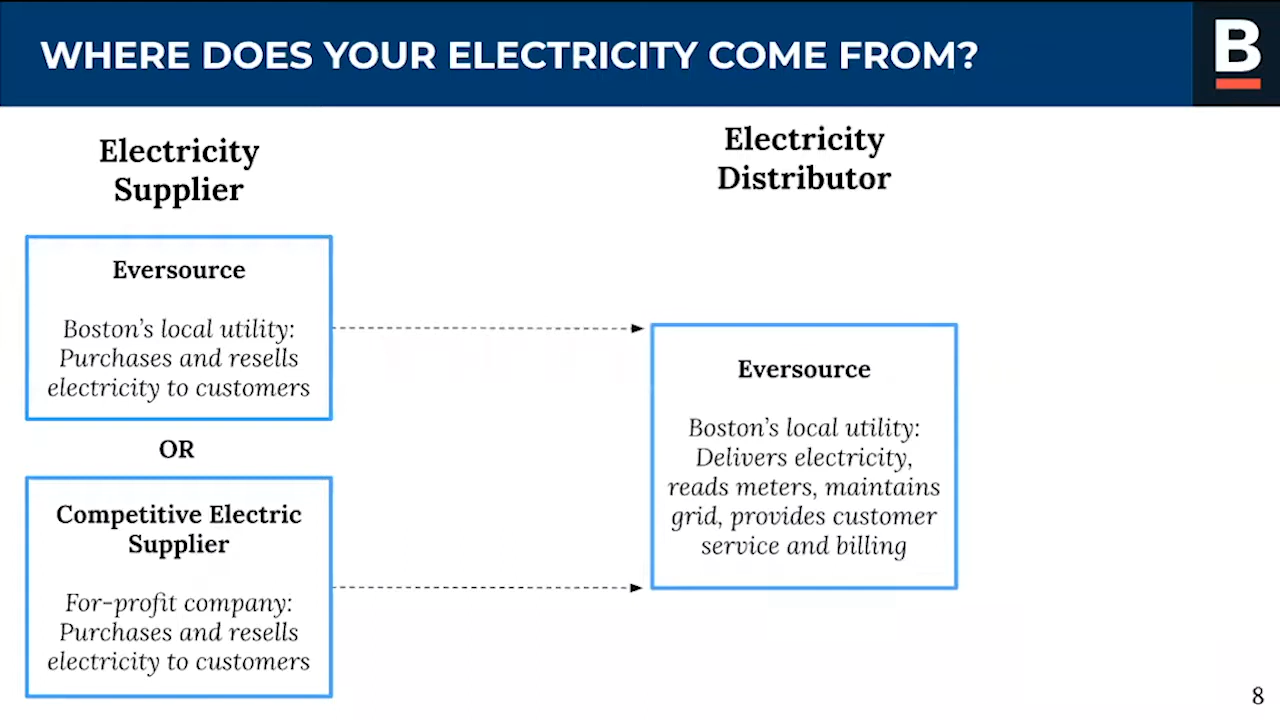 WHERE DOES YOUR ELECTRICITY COME FROM?
B
Electricity
Supplier
Electricity
Distributor
Eversource
Boston’s local utility:
Purchases and resells
electricity to customers
OR
Competitive Electric
Supplier
For-profit company:
Purchases and resells
electricity to customers
Eversource
Boston’s local utility:
Delivers electricity,
reads meters, maintains
grid, provides customer
service and billing
8